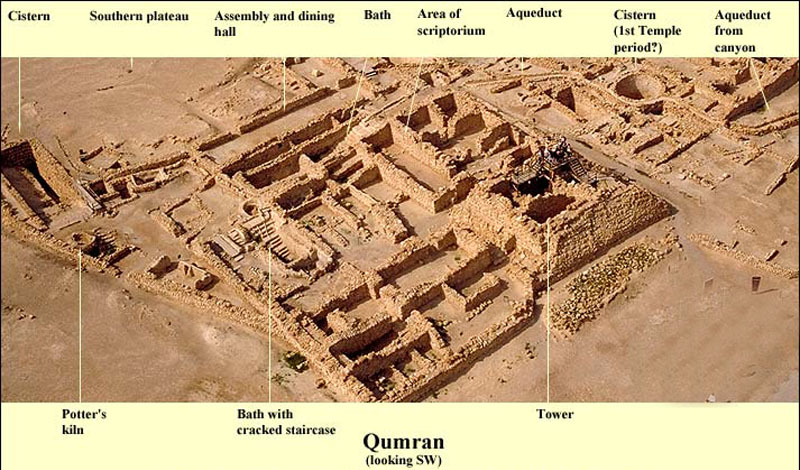 Cistern
Southern plateau
Assembly and dining
hall
Bath
Area of
scriptorium
Aqueduct
Cistern
(1st Temple
period?)
Aqueduct
from
canyon
Potter's
kiln
Bath with
cracked staircase
Tower
Qumran
(looking SW)